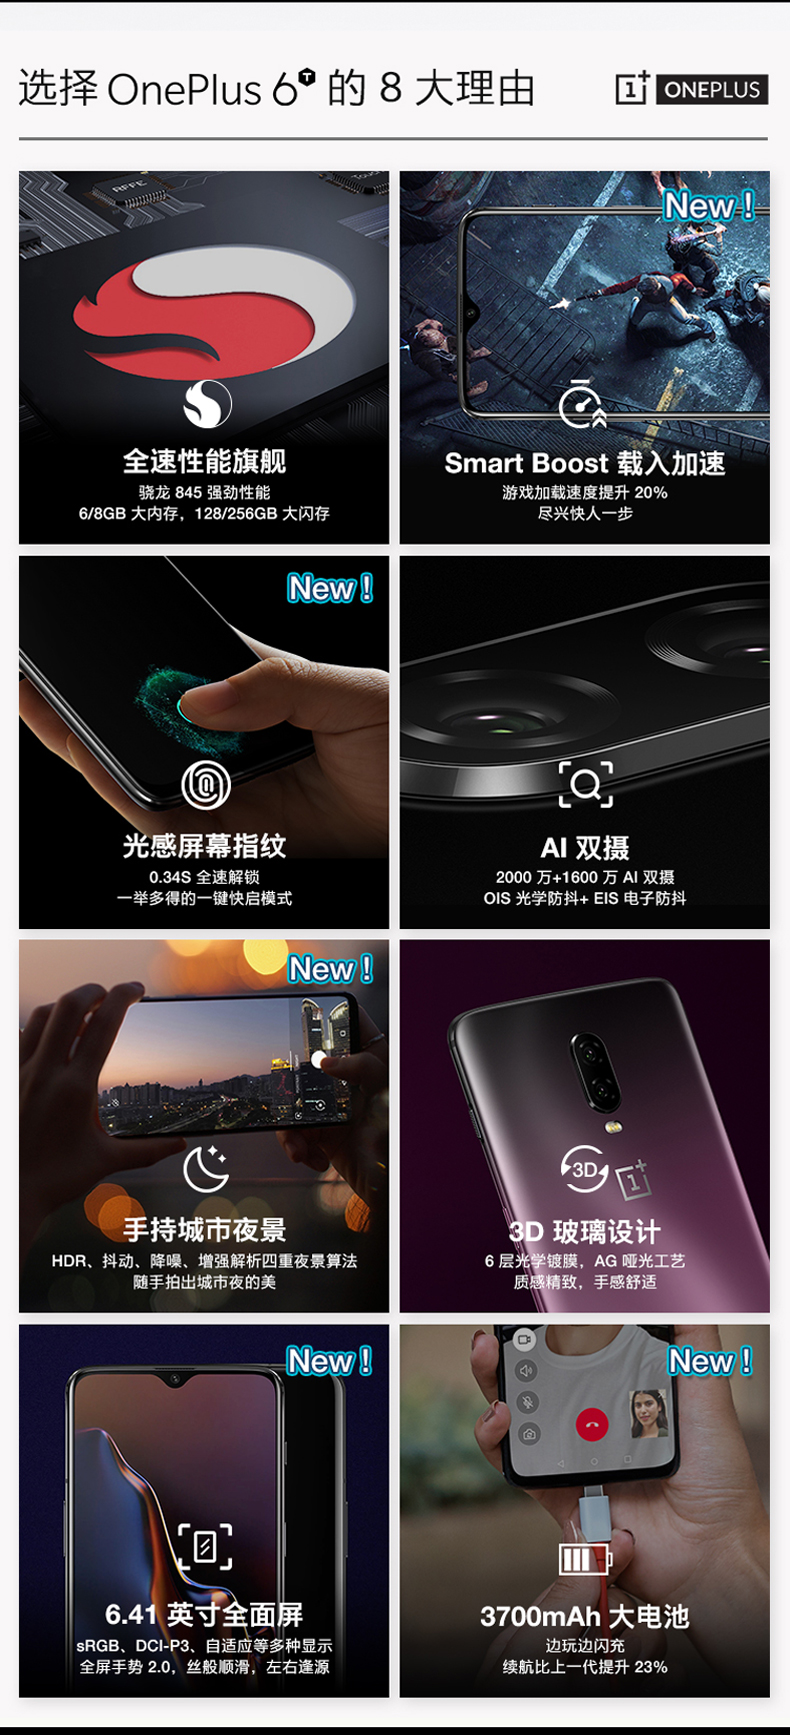 选择 OnePlus 6T 的 8 大理由
1+ ONEPLUS
RFFE
Touch
全速性能旗舰
骁龙 845 强劲性能
6/8GB 大内存，128/256GB 大闪存
New !
Smart Boost 载入加速
游戏加载速度提升 20%
尽兴快人一步
New !
光感屏幕指纹
0.34S 全速解锁
一举多得的一键快启模式
AI 双摄
2000 万+1600 万 AI 双摄
OIS 光学防抖+ EIS 电子防抖
New !
手持城市夜景
HDR、抖动、降噪、增强解析四重夜景算法
随手拍出城市夜的美
3D
1+
3D 玻璃设计
6 层光学镀膜，AG 哑光工艺
质感精致，手感舒适
New !
6.41 英寸全面屏
sRGB、DCI-P3、自适应等多种显示
全屏手势 2.0，丝般顺滑，左右逢源
New !
3700mAh 大电池
边玩边闪充
续航比上一代提升 23%